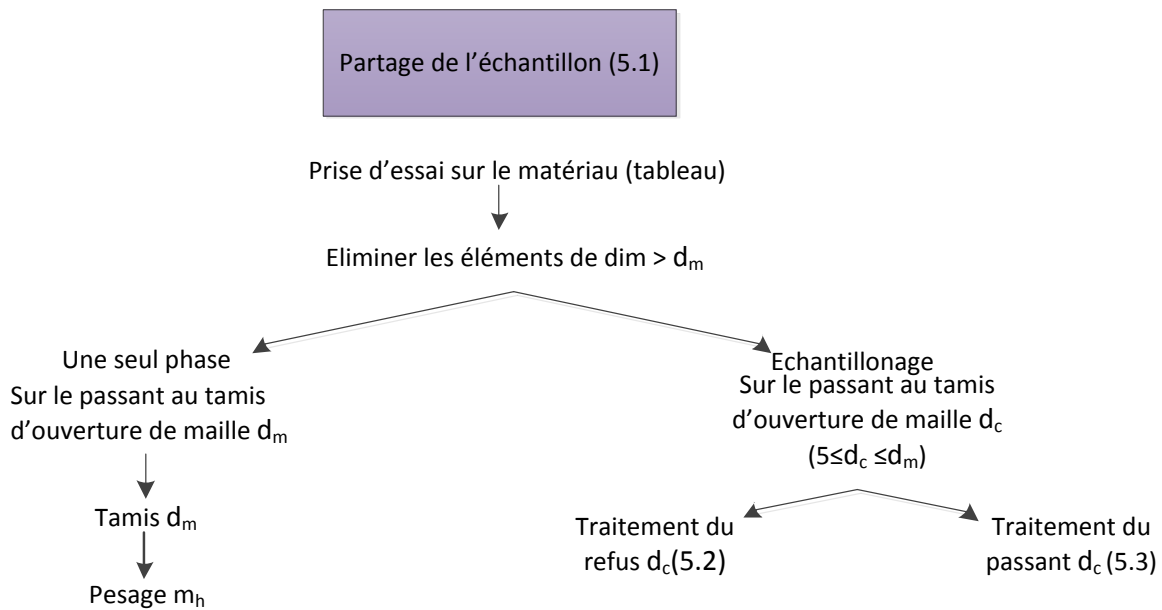 Partage de l’échantillon (5.1)
Prise d’essai sur le matériau (tableau)
Eliminer les éléments de dim > dm
Une seul phase
Sur le passant au tamis
d’ouverture de maille dm
Tamis dm
Pesage mh
Echantillonage
Sur le passant au tamis
d’ouverture de maille dc
(5≤dc ≤dm)
Traitement du
refus dc(5.2)
Traitement du
passant dc (5.3)